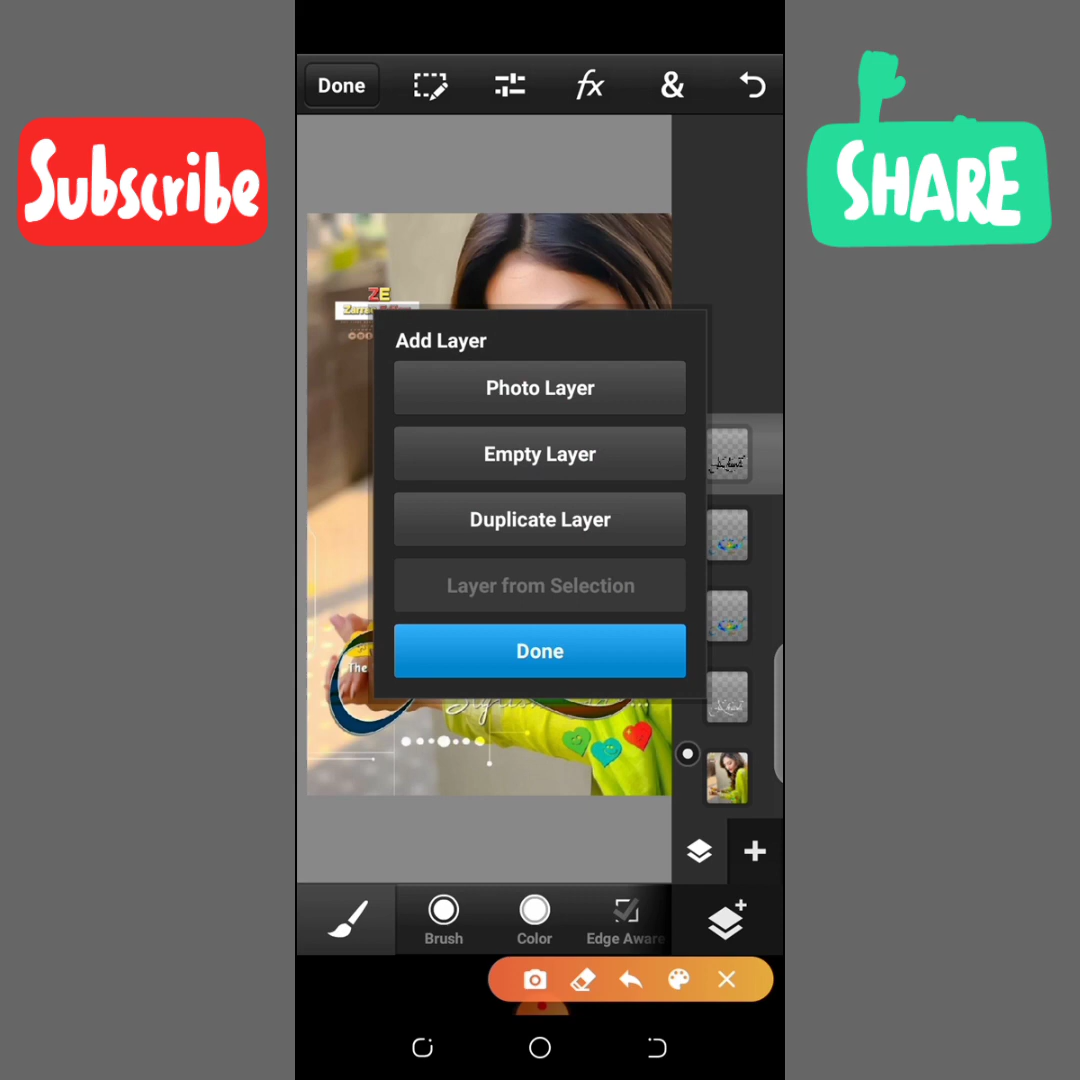 Done
fx
&
Subscribe
SHARE
ZE
Add Layer
Photo Layer
Empty Layer
Duplicate Layer
Layer from Selection
Done
The
Brush
Color
Edge Aware